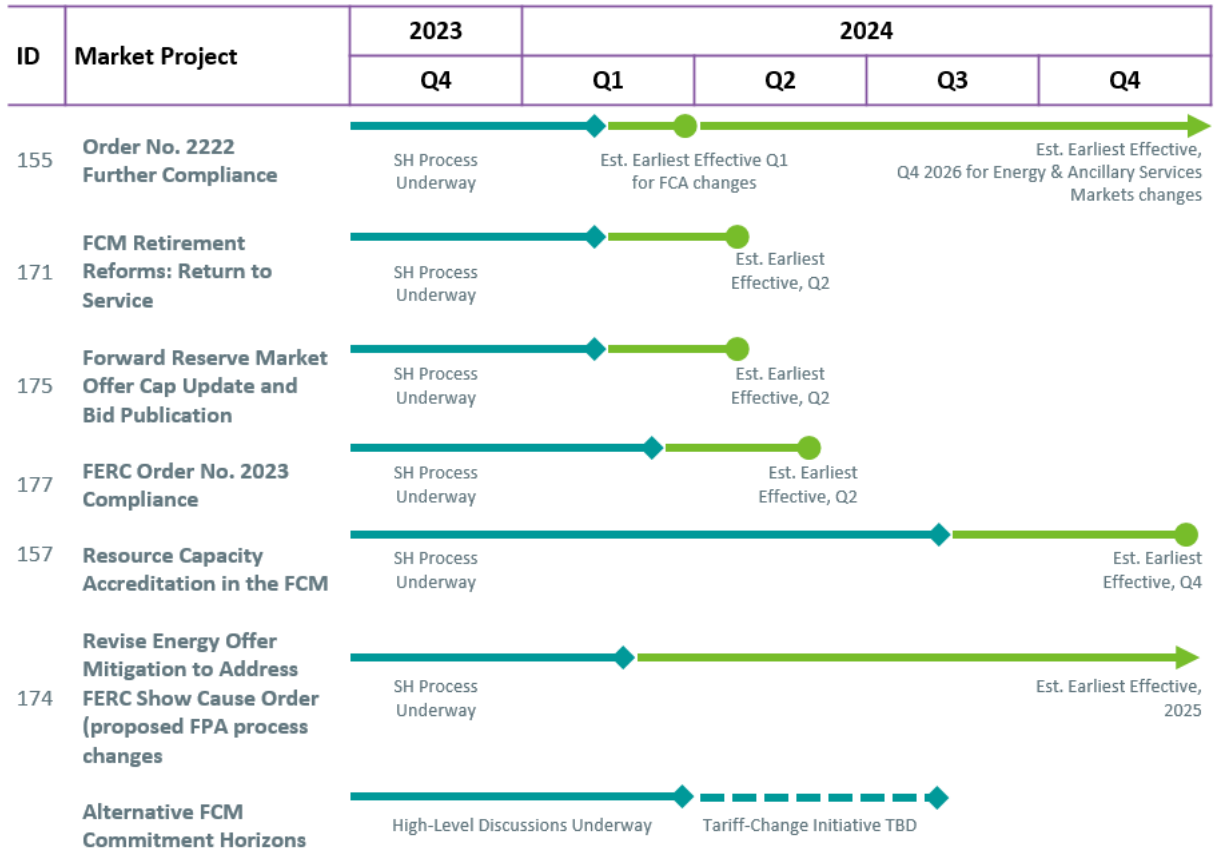 ID
Market Project
2023
2024
Q4
Q1
Q2
Q3
Q4
155
Order No. 2222
Further Compliance
SH Process
Underway
Est. Earliest Effective Q1
for FCA changes
Est. Earliest Effective,
Q4 2026 for Energy & Ancillary Services
Markets changes
171
FCM Retirement
Reforms: Return to
Service
SH Process
Underway
Est. Earliest
Effective, Q2
175
Forward Reserve Market
Offer Cap Update and
Bid Publication
SH Process
Underway
Est. Earliest
Effective, Q2
177
FERC Order No. 2023
Compliance
SH Process
Underway
Est. Earliest
Effective, Q2
157
Resource Capacity
Accreditation in the FCM
SH Process
Underway
Est. Earliest
Effective, Q4
174
Revise Energy Offer
Mitigation to Address
FERC Show Cause Order
(proposed FPA process
changes
SH Process
Underway
Est. Earliest Effective,
2025
Alternative FCM
Commitment Horizons
High-Level Discussions Underway
Tariff-Change Initiative TBD